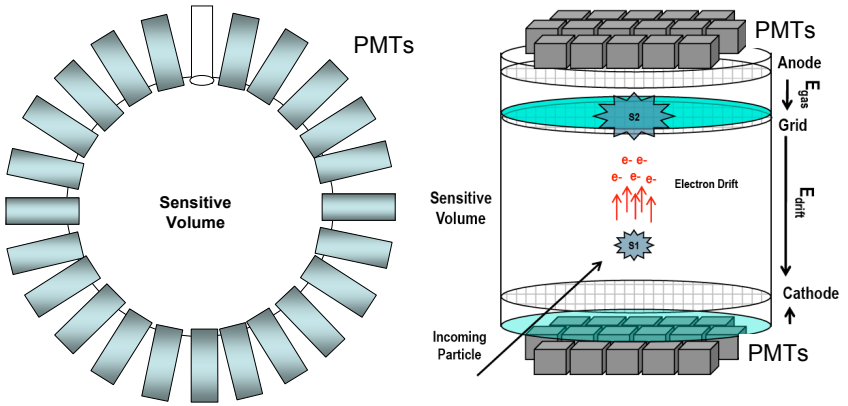 PMTs
Sensitive
Volume
PMTs
Anode
E gas
S2
Grid
e- e-
e- e- e-
Electron Drift
Sensitive
Volume
E drift
S1
Cathode
Incoming
Particle
PMTs